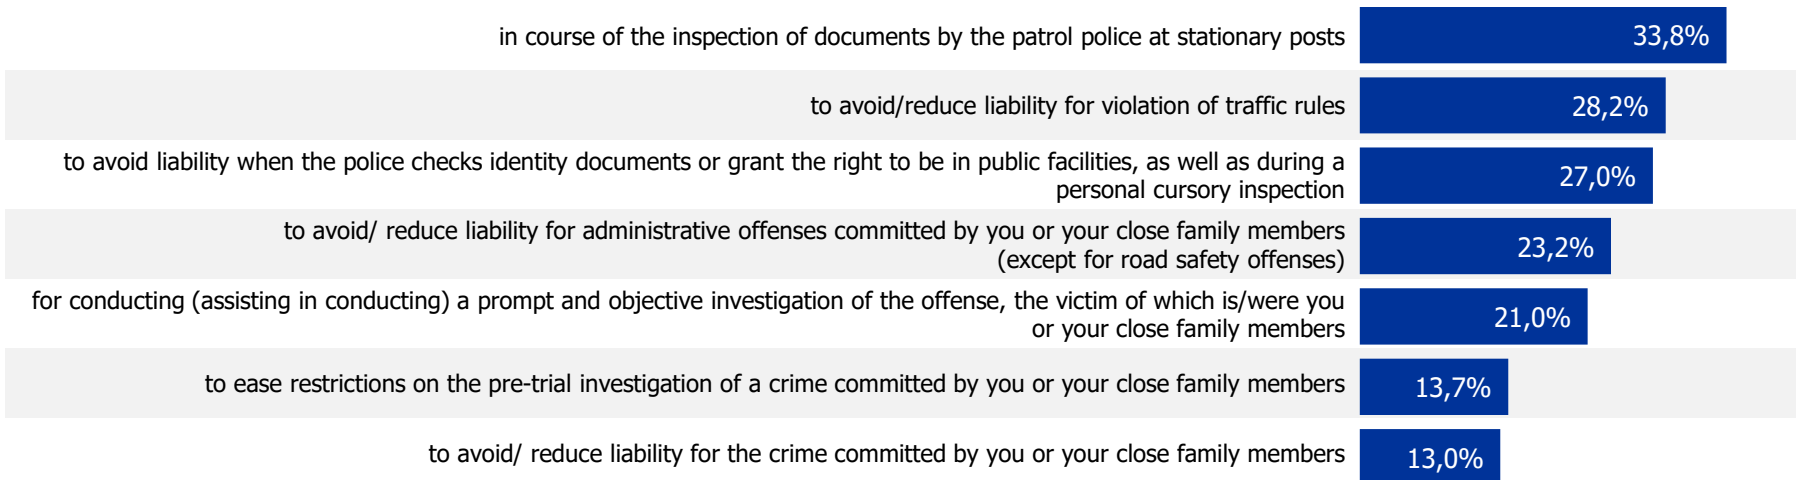 in course of the inspection of documents by the patrol police at stationary posts 33,8%
to avoid/reduce liability for violation of traffic rules 28,2%
to avoid liability when the police checks identity documents or grant the right to be in public facilities, as well as during a
personal cursory inspection 27,0%
to avoid/ reduce liability for administrative offenses committed by you or your close family members
(except for road safety offenses) 23,2%
for conducting (assisting in conducting) a prompt and objective investigation of the offense, the victim of which is/were you
or your close family members 21,0%
to ease restrictions on the pre-trial investigation of a crime committed by you or your close family members 13,7%
to avoid/ reduce liability for the crime committed by you or your close family members 13,0%